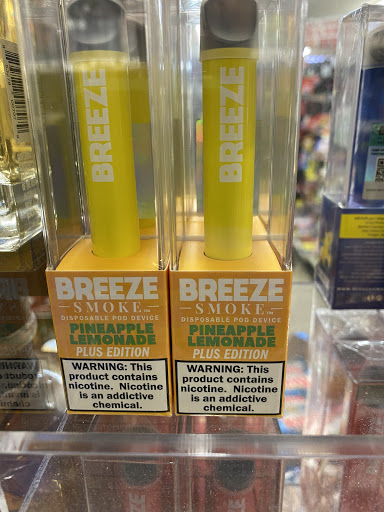 BREEZE
BREEZE
BREEZE
SMOKE™
DISPOSABLE POD DEVICE
PINEAPPLE
LEMONADE
PLUS EDITION
WARNING: This
product contains
nicotine. Nicotine
is an addictive
chemical.
BREEZE
SMOKE™
DISPOSABLE POD DEVICE
PINEAPPLE
LEMONADE
PLUS EDITION
WARNING: This
product contains
nicotine. Nicotine
is an addictive
chemical.